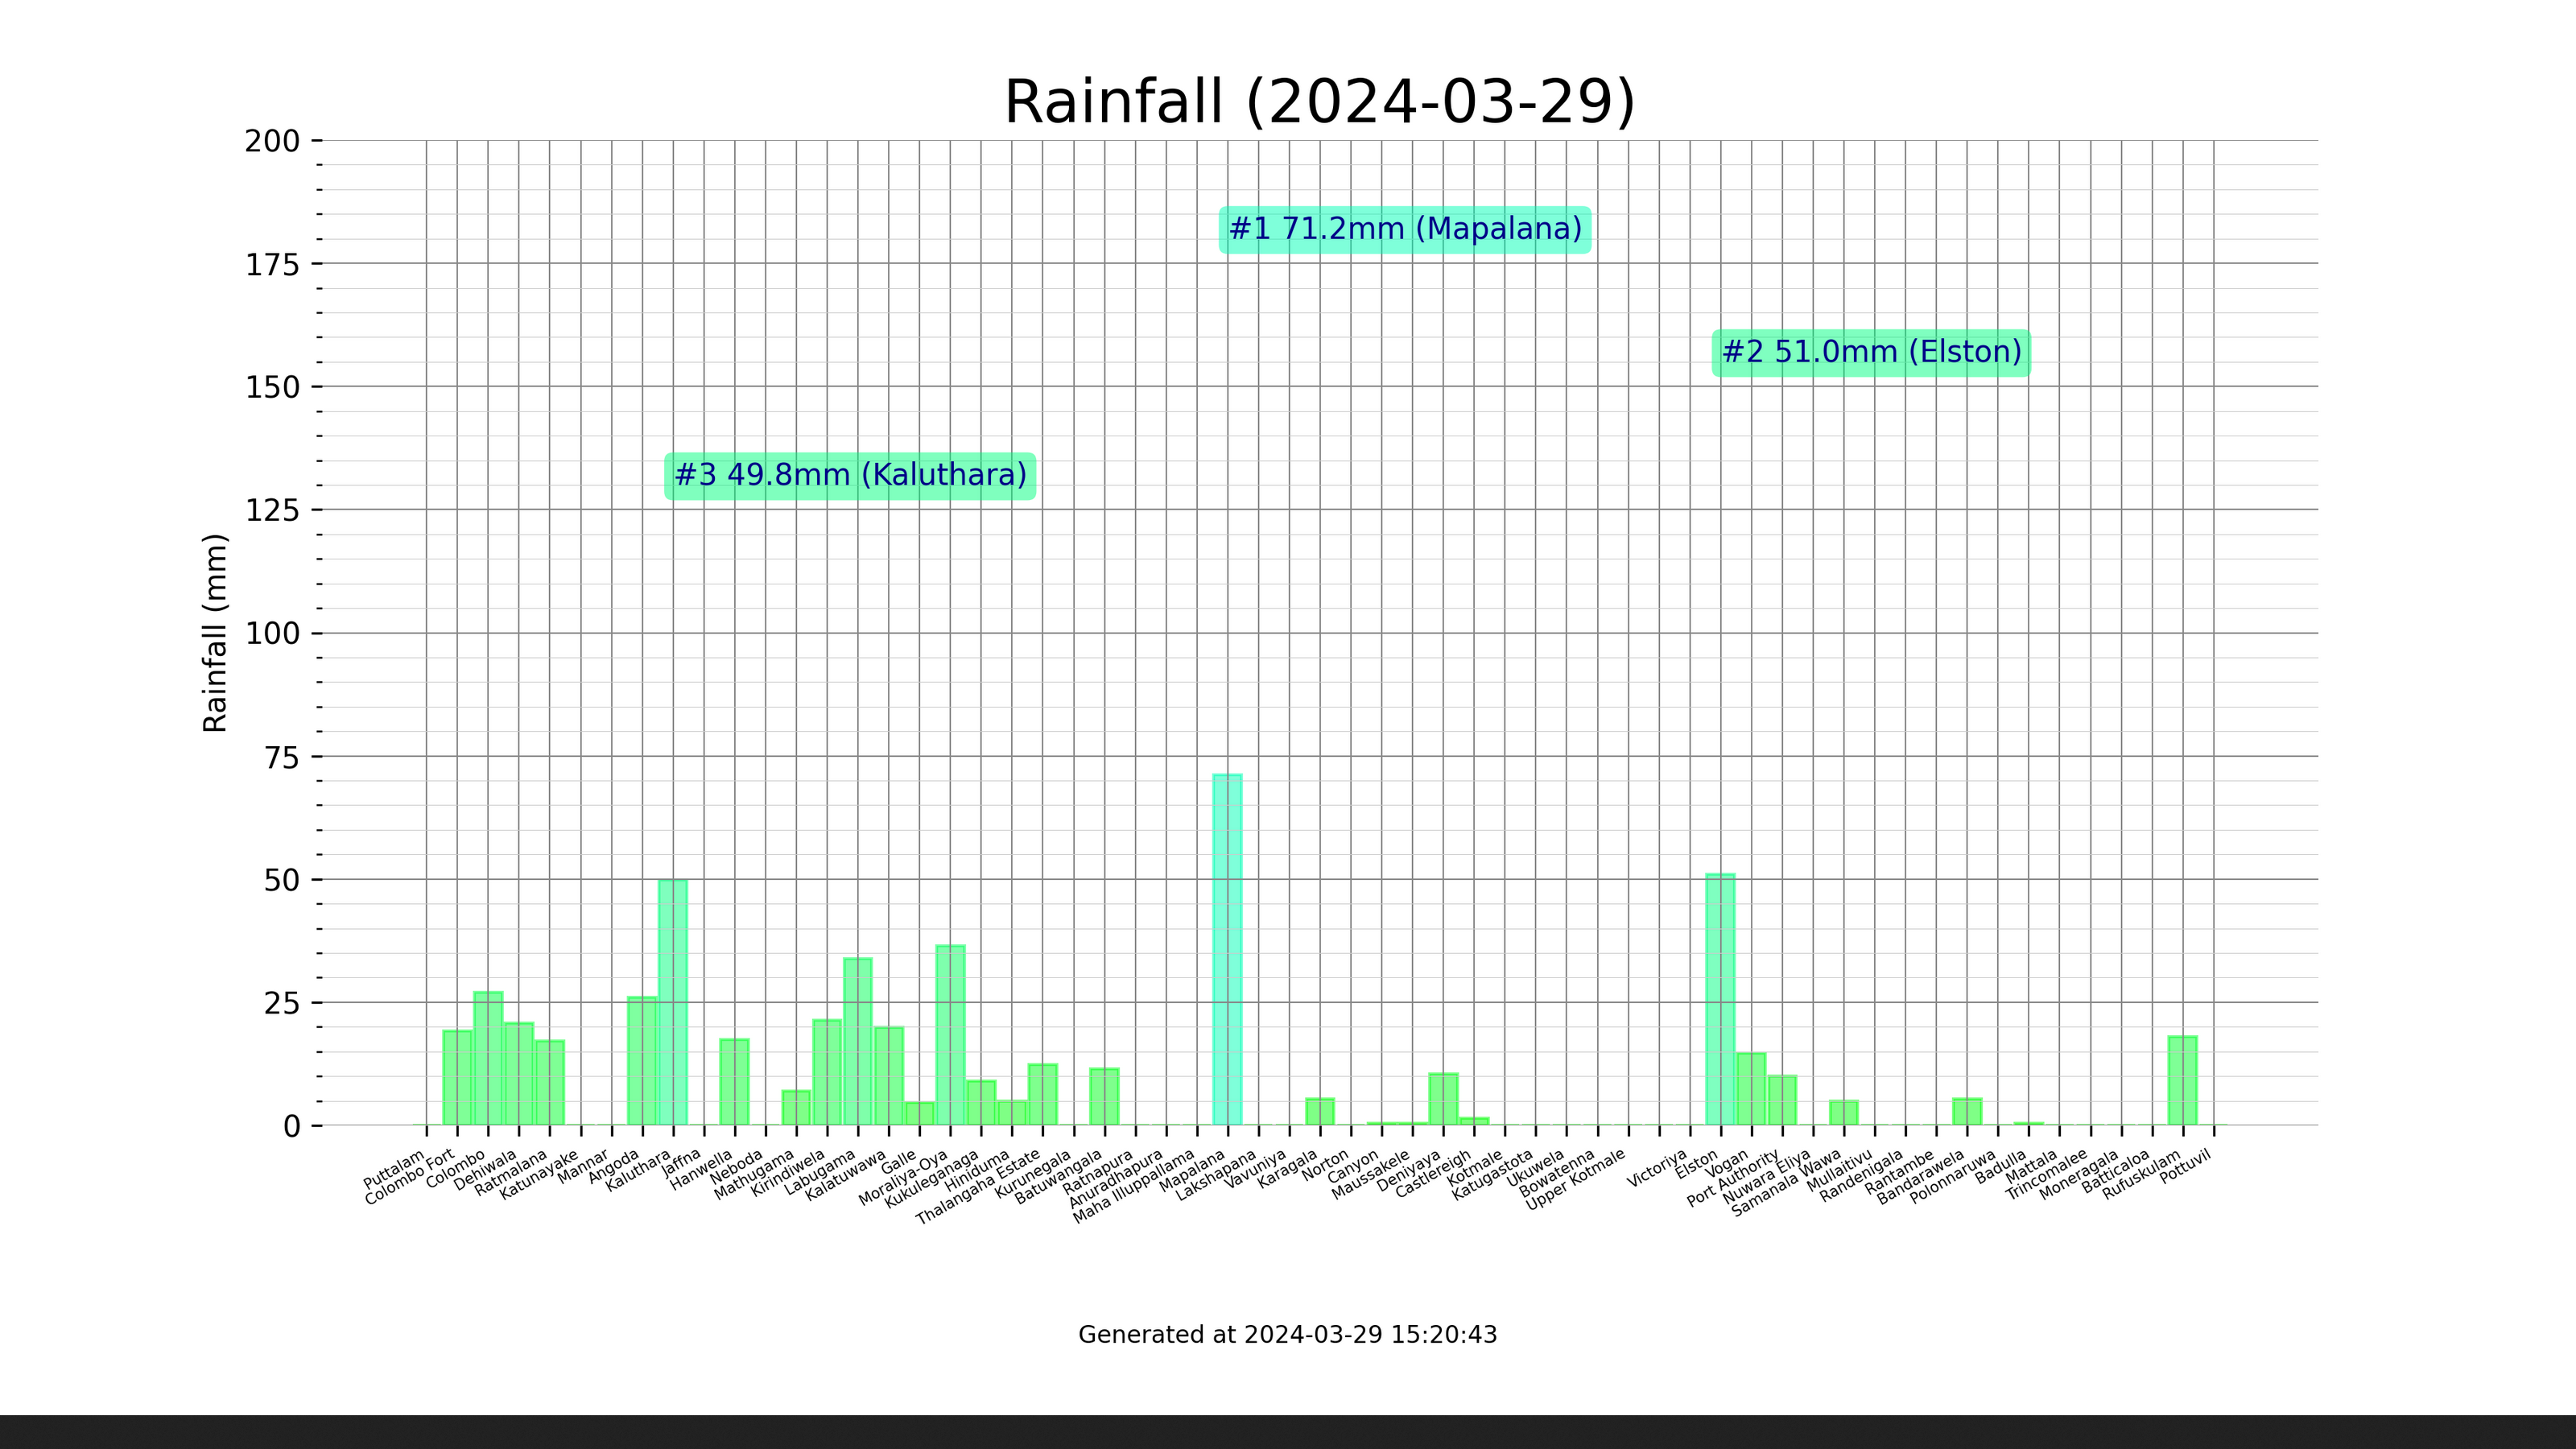 Rainfall (2024-03-29)
200
175
150
125
100
75
50
25
0
Rainfall (mm)
#1 71.2mm (Mapalana)
#2 51.0mm (Elston)
#3 49.8mm (Kaluthara)
Puttalam
Colombo Fort
Colombo
Dehiwala
Ratmalana
Katunayake
Mannar
Angoda
Kaluthara
Jaffna
Hanwella
Neboda
Mathugama
Kirindiwela
Labugama
Kalatuwawa
Galle
Moraliya-Oya
Kukuleganaga
Hiniduma
Thalangaha Estate
Kurunegala
Batuwangala
Ratnapura
Anuradhapura
Maha Illuppallama
Mapalana
Lakshapana
Vavuniya
Karagala
Norton
Canyon
Maussakele
Deniyaya
Castlereigh
Kotmale
Katugastota
Ukuwela
Bowatenna
Upper Kotmale
Victoriya
Elston
Vogan
Port Authority
Nuwara Eliya
Samanala Wawa
Mullaitivu
Randenigala
Rantambe
Bandarawela
Polonnaruwa
Badulla
Mattala
Trincomalee
Moneragala
Batticaloa
Rufuskulam
Pottuvil
Generated at 2024-03-29 15:20:43